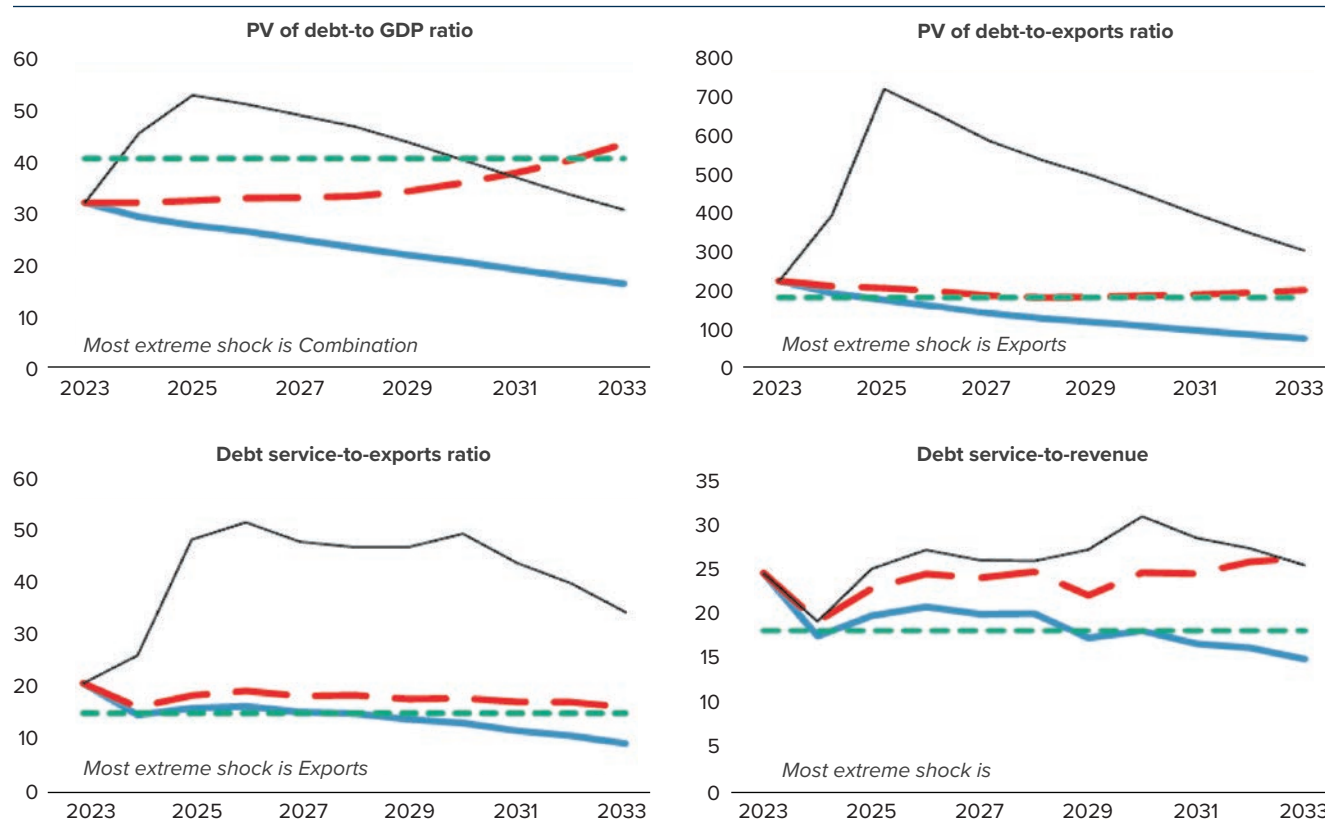 PV of debt-to GDP ratio
60
50
40
30
20
10
0
Most extreme shock is Combination
2023 2025 2027 2029 2031 2033
PV of debt-to-exports ratio
800
700
600
500
400
300
200
100
0
Most extreme shock is Exports
2023 2025 2027 2029 2031 2033
Debt service-to-exports ratio
60
50
40
30
20
10
0
Most extreme shock is Exports
2023 2025 2027 2029 2031 2033
Debt service-to-revenue
35
30
25
20
15
10
5
0
Most extreme shock is
2023 2025 2027 2029 2031 2033